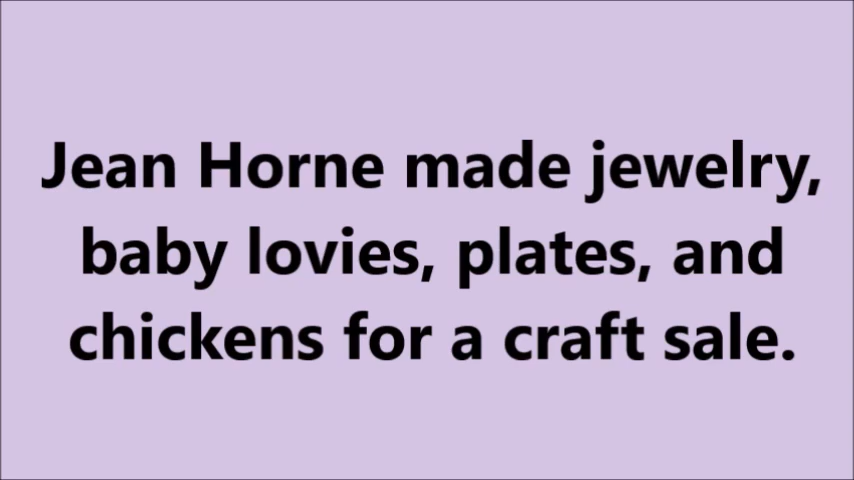 Jean Horne made jewelry,
baby lovies, plates, and
chickens for a craft sale.